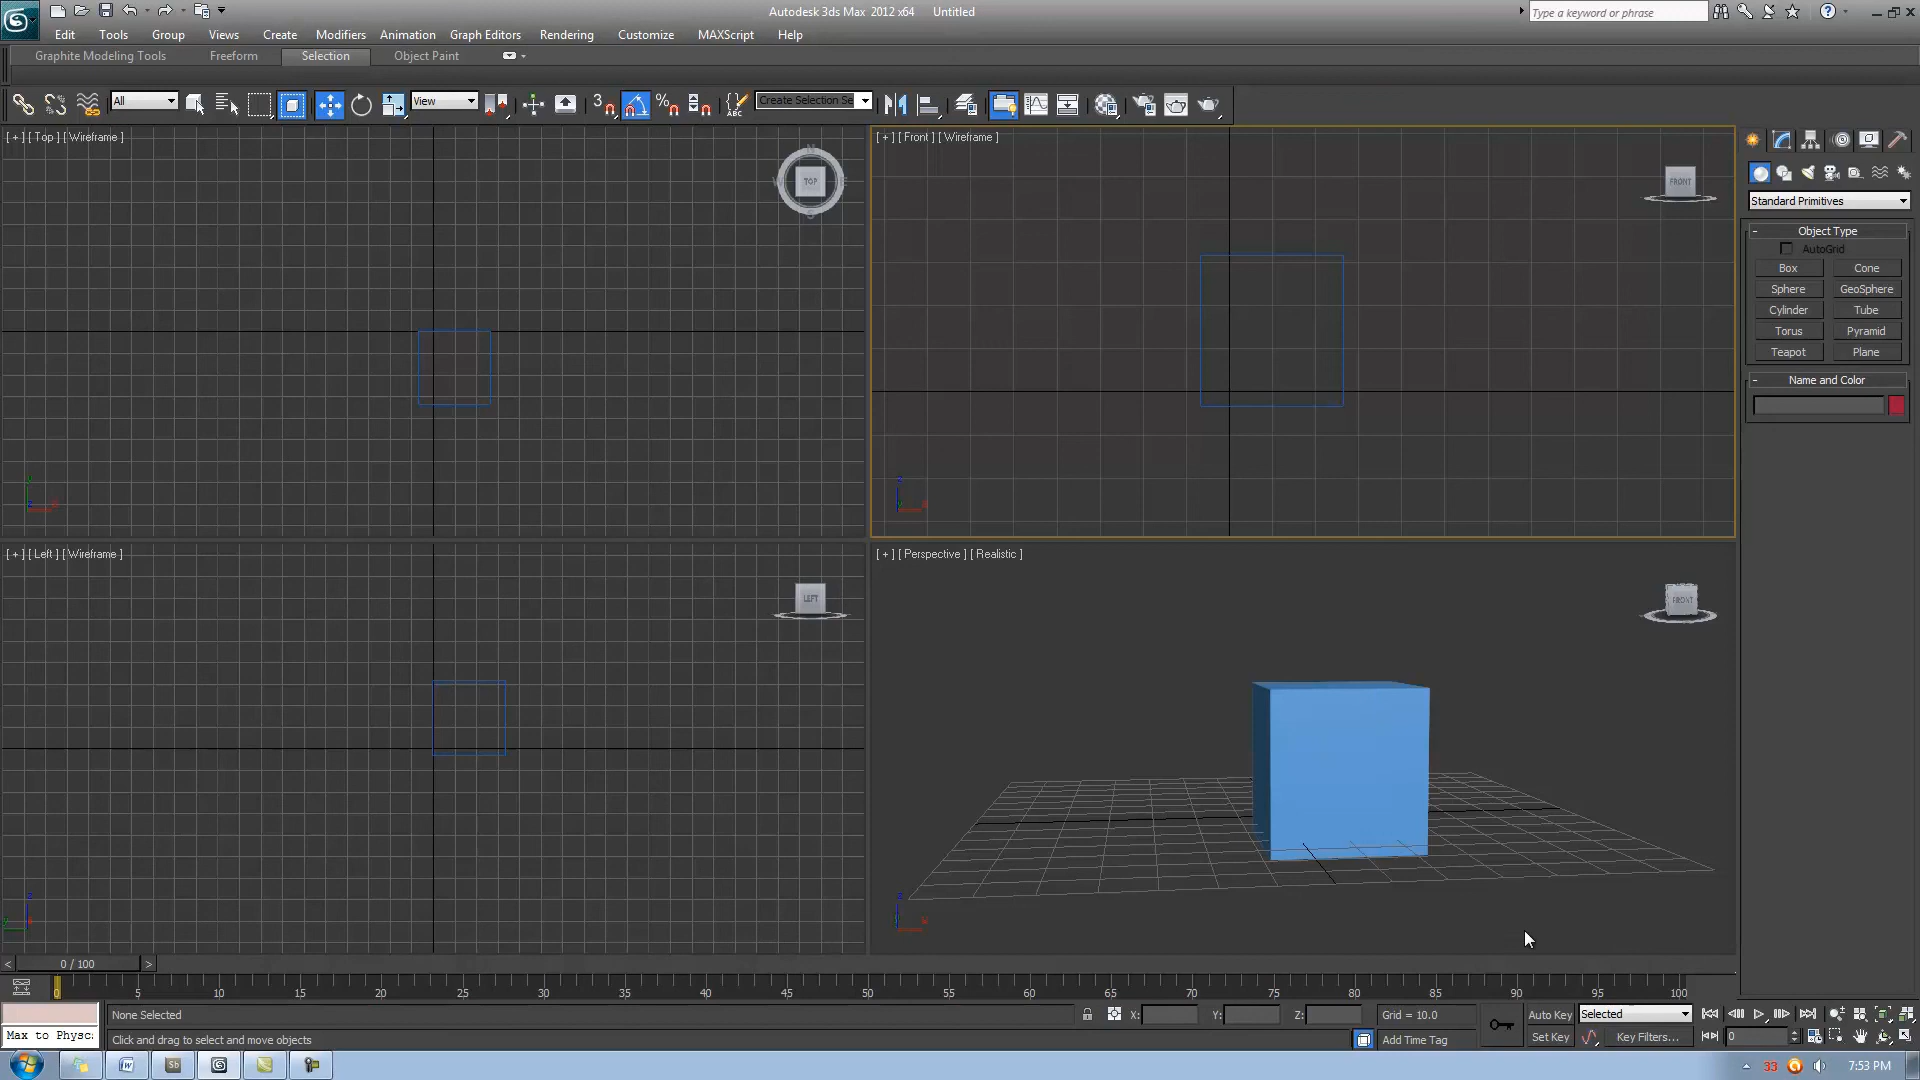 Autodesk 3ds Max 2012 x64 Untitled
Type a keyword or phrase
Edit Tools Group Views Create Modifiers Animation Graph Editors Rendering Customize MAXScript Help
Graphite Modeling Tools Freeform Selection Object Paint
All View 3 % ABC Create Selection Se
[ + ] [ Top ] [ Wireframe ]
TOP
[ + ] [ Front ] [ Wireframe ]
FRONT
Standard Primitives
- Object Type
AutoGrid
Box Cone
Sphere GeoSphere
Cylinder Tube
Torus Pyramid
Teapot Plane
- Name and Color
[ + ] [ Left ] [ Wireframe ]
LEFT
[ + ] [ Perspective ] [ Realistic ]
FRONT
< 0 / 100 >
0 5 10 15 20 25 30 35 40 45 50 55 60 65 70 75 80 85 90 95 100
None Selected X: Y: Z: Grid = 10.0 Auto Key Selected
Max to Physc Click and drag to select and move objects Add Time Tag Set Key Key Filters... 0
W Sb 33 7:53 PM